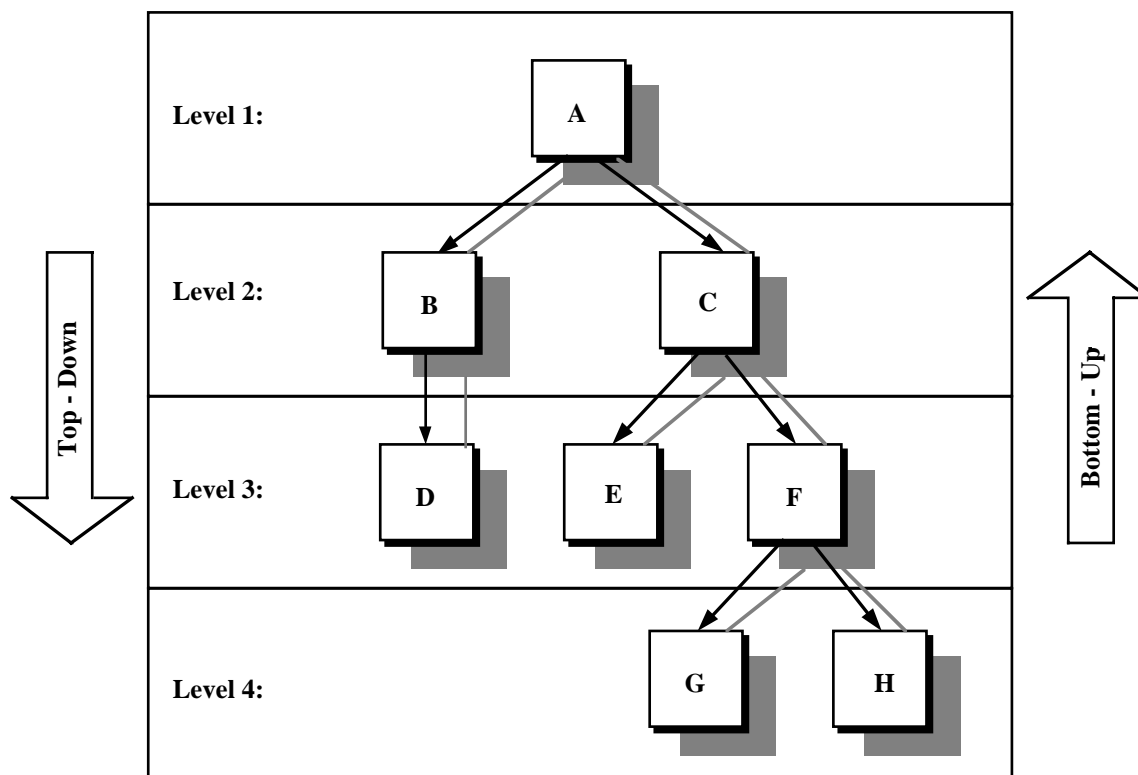 Level 1:
A
Level 2:
B
C
Top - Down
Bottom - Up
Level 3:
D
E
F
Level 4:
G
H